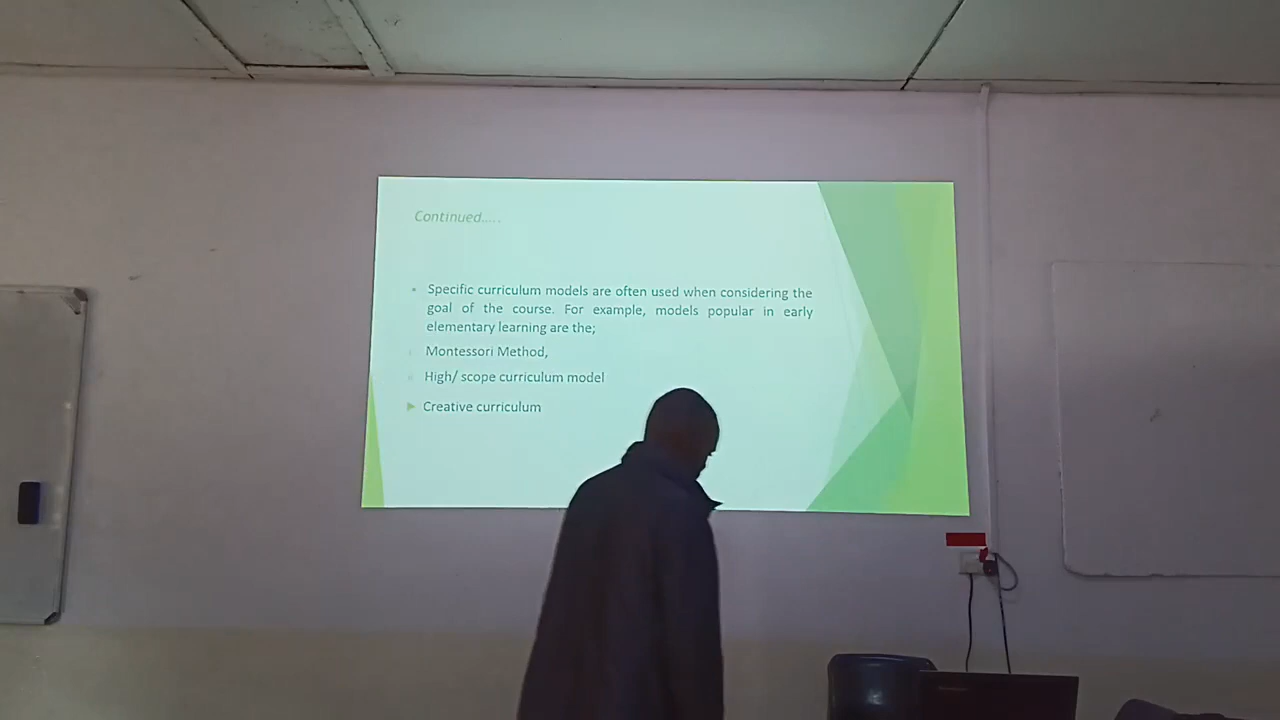 Continued.....
Specific curriculum models are often used when considering the
goal of the course. For example, models popular in early
elementary learning are the;
Montessori Method,
High/ scope curriculum model
Creative curriculum